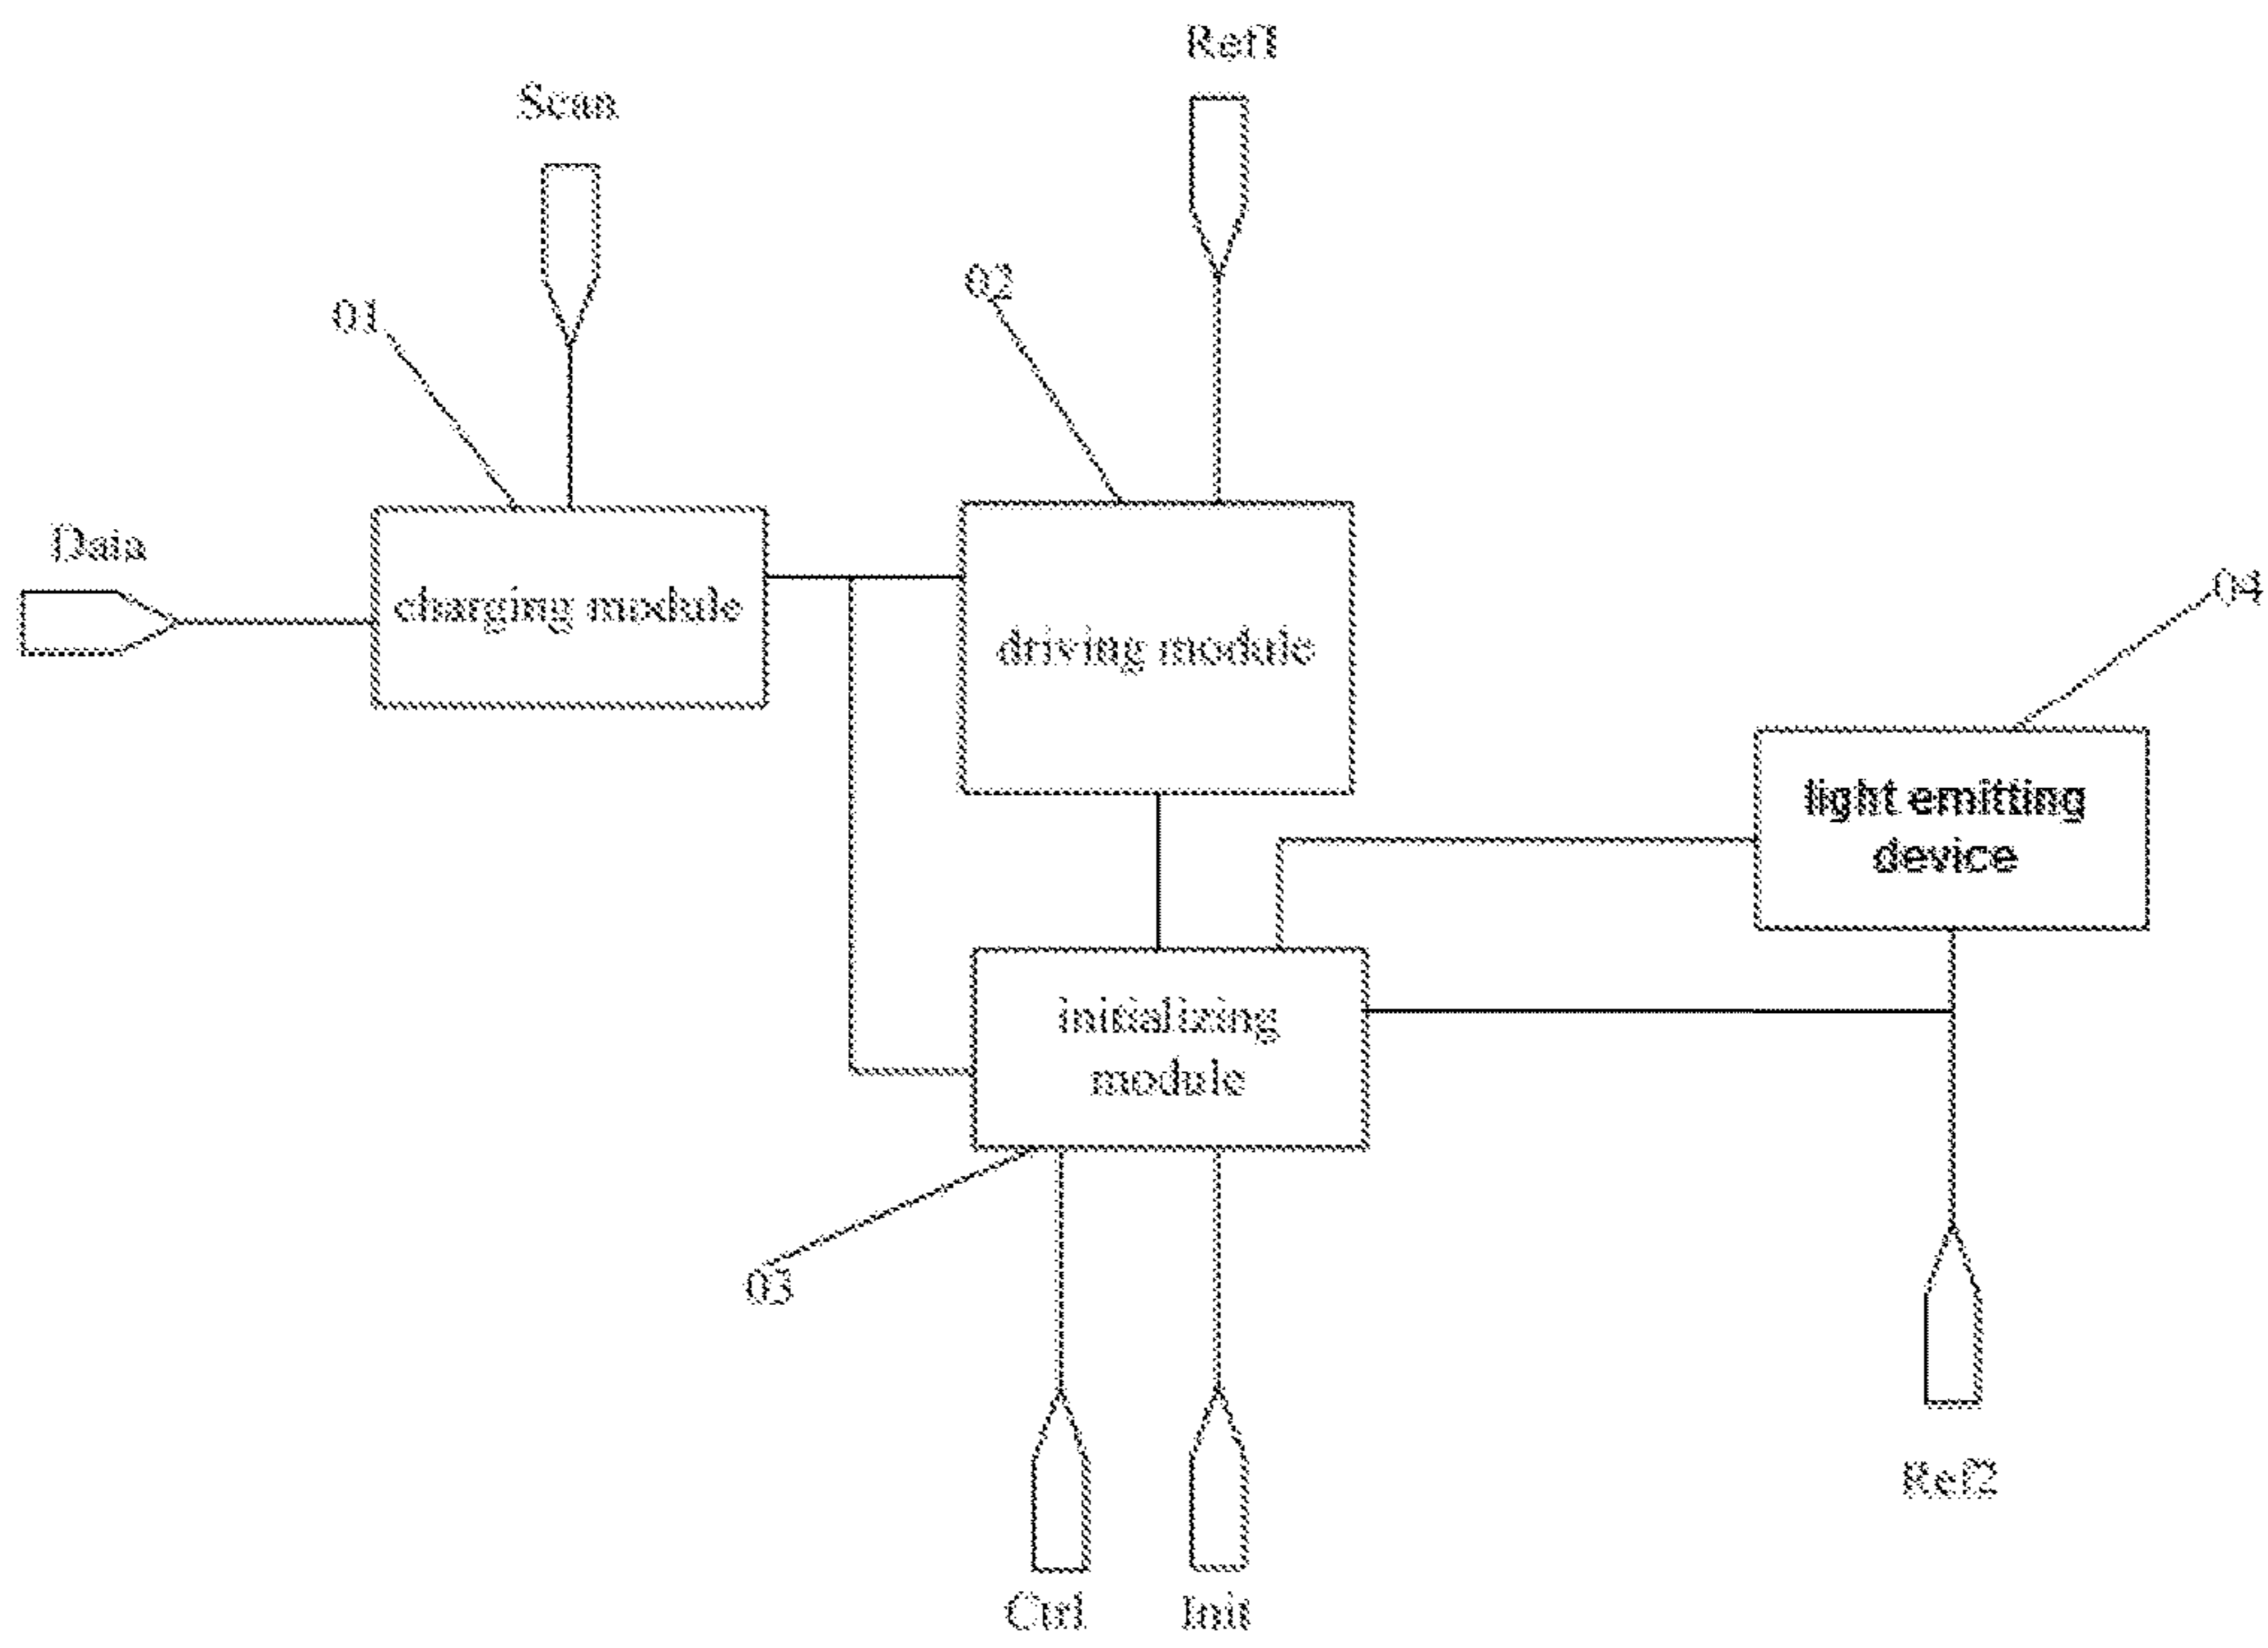 Ref1
Scan
02
01
Data
charging module
driving module
04
light emitting
device
initializing
module
03
Ref2
Ctrl
Init